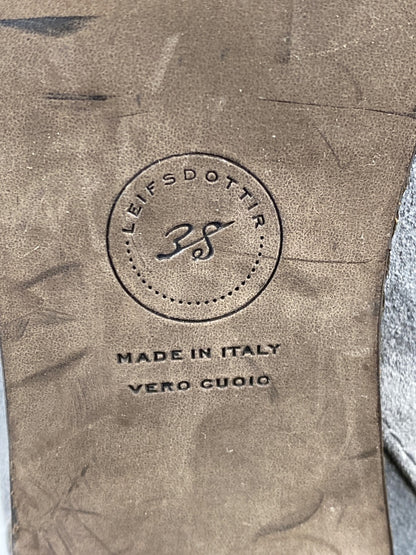 LEIFSDOTTIR
38
MADE IN ITALY
VERO CUOIO